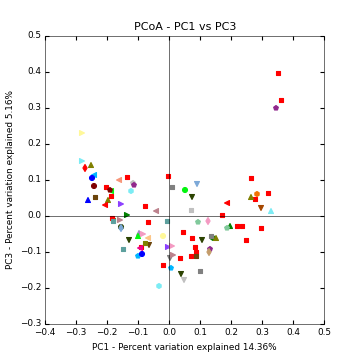 PCoA - PC1 vs PC3
0.5
0.4
0.3
0.2
0.1
0.0
−0.1
−0.2
−0.3
−0.4 −0.3 −0.2 −0.1 0.0 0.1 0.2 0.3 0.4 0.5
PC3 - Percent variation explained 5.16%
PC1 - Percent variation explained 14.36%